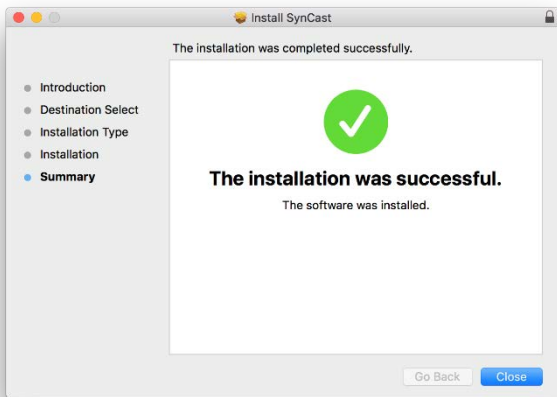 Install SynCast
The installation was completed successfully.
Introduction
Destination Select
Installation Type
Installation
Summary
The installation was successful.
The software was installed.
Go Back
Close